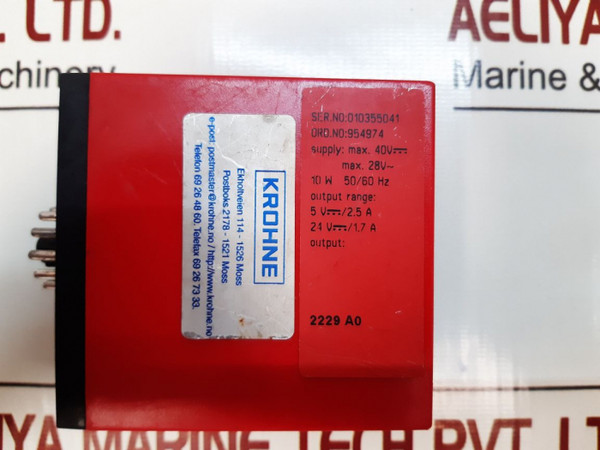 LTD.
AELIYA
chinery
Marine &
SER.NO:010355041
ORD.NO:954974
supply: max. 40V⎓
max. 28V~
10 W 50/60 Hz
output range:
5 V⎓/2.5 A
24 V⎓/1,7 A
output:
2229 A0
KROHNE
Ekholtveien 114 - 1526 Moss
Postboks 2178 - 1521 Moss
e-post: postmaster@krohne.no / http://www.krohne.no
Telefon 69 26 48 60. Telefax 69 26 73 33.
LIYA MARINE TECH PVT. LTD